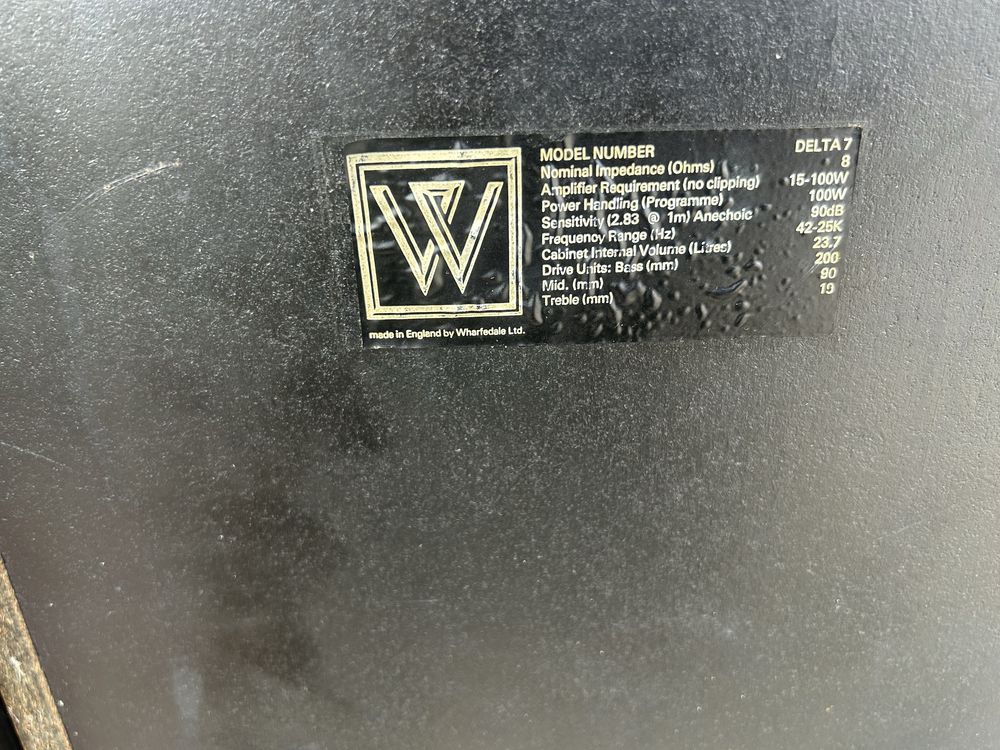 W
MODEL NUMBER DELTA 7
Nominal Impedance (Ohms) 8
Amplifier Requirement (no clipping) 15-100W
Power Handling (Programme) 100W
Sensitivity (2.83 @ 1m) Anechoic 90dB
Frequency Range (Hz) 42-25K
Cabinet Internal Volume (Litres) 23.7
Drive Units: Bass (mm) 200
Mid. (mm) 90
Treble (mm) 19
made in England by Wharfedale Ltd.